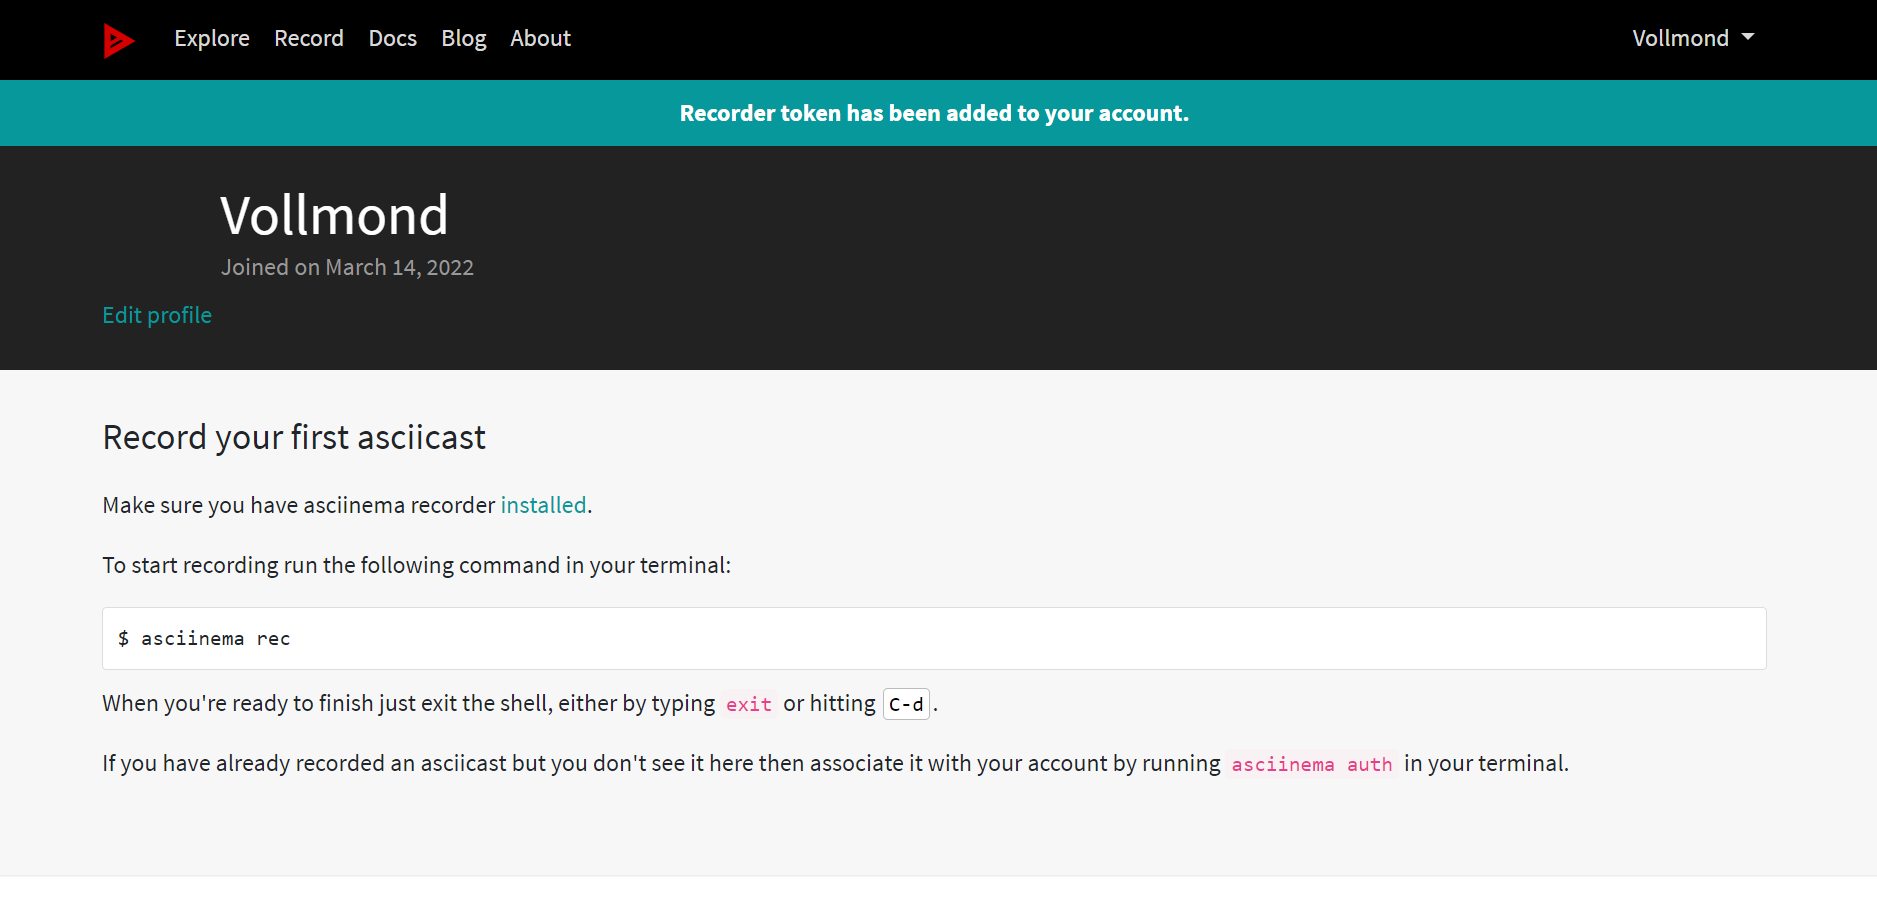 Explore Record Docs Blog About Vollmond
Recorder token has been added to your account.
Vollmond
Joined on March 14, 2022
Edit profile
Record your first asciicast
Make sure you have asciinema recorder installed.
To start recording run the following command in your terminal:
$ asciinema rec
When you're ready to finish just exit the shell, either by typing exit or hitting C-d.
If you have already recorded an asciicast but you don't see it here then associate it with your account by running asciinema auth in your terminal.